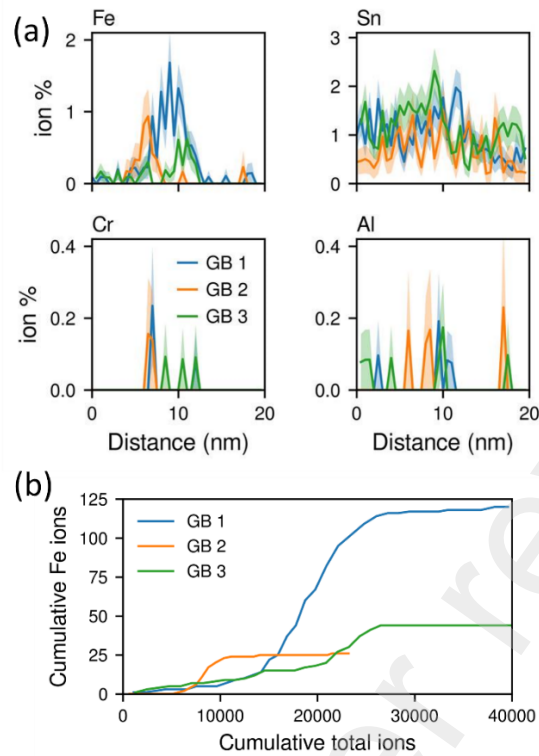 (a)
Fe
Sn
ion %
2
1
0
3
2
1
0
Cr
Al
ion %
0.4
0.2
0.0
GB 1
GB 2
GB 3
0.4
0.2
0.0
0 10 20
0 10 20
Distance (nm)
Distance (nm)
(b)
Cumulative Fe ions
125
100
75
50
25
0
GB 1
GB 2
GB 3
0 10000 20000 30000 40000
Cumulative total ions
er re